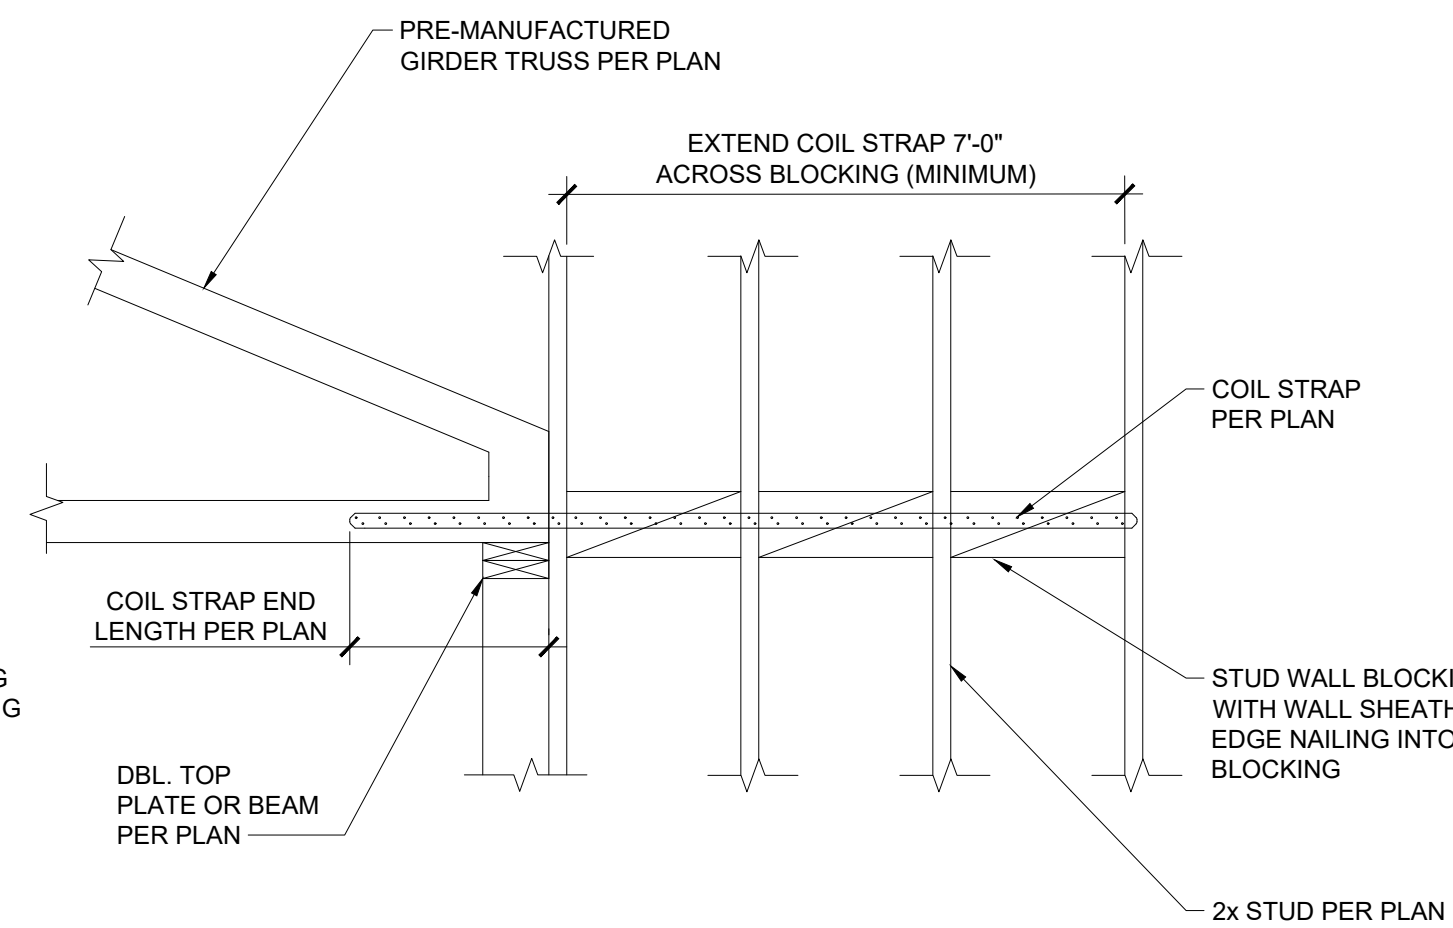 PRE-MANUFACTURED
GIRDER TRUSS PER PLAN
EXTEND COIL STRAP 7'-0"
ACROSS BLOCKING (MINIMUM)
COIL STRAP
PER PLAN
COIL STRAP END
LENGTH PER PLAN
G
G
STUD WALL BLOCKI
WITH WALL SHEATH
EDGE NAILING INTO
BLOCKING
DBL. TOP
PLATE OR BEAM
PER PLAN
2x STUD PER PLAN